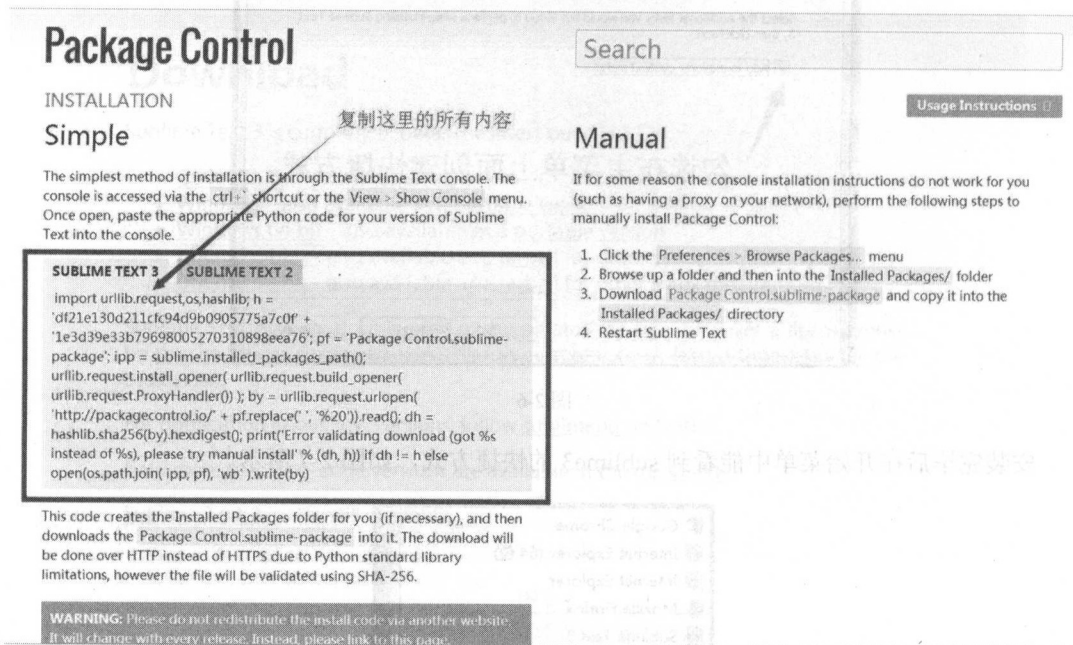 Package Control
Search
INSTALLATION
Usage Instructions
复制这里的所有内容
Simple
The simplest method of installation is through the Sublime Text console. The
console is accessed via the ctrl+` shortcut or the View > Show Console menu.
Once open, paste the appropriate Python code for your version of Sublime
Text into the console.
SUBLIME TEXT 3 SUBLIME TEXT 2
import urllib.request,os,hashlib; h =
'df21e130d211cfc94d9b0905775a7c0f' +
'1e3d39e33b79698005270310898eea76'; pf = 'Package Control.sublime-
package'; ipp = sublime.installed_packages_path();
urllib.request.install_opener( urllib.request.build_opener(
urllib.request.ProxyHandler()) ); by = urllib.request.urlopen(
'http://packagecontrol.io/' + pf.replace(' ', '%20')).read(); dh =
hashlib.sha256(by).hexdigest(); print('Error validating download (got %s
instead of %s), please try manual install' % (dh, h)) if dh != h else
open(os.path.join( ipp, pf), 'wb' ).write(by)
This code creates the Installed Packages folder for you (if necessary), and then
downloads the Package Control.sublime-package into it. The download will
be done over HTTP instead of HTTPS due to Python standard library
limitations, however the file will be validated using SHA-256.
WARNING: Please do not redistribute the install code via another website.
It will change with every release. Instead, please link to this page.
Manual
If for some reason the console installation instructions do not work for you
(such as having a proxy on your network), perform the following steps to
manually install Package Control:
1. Click the Preferences > Browse Packages... menu
2. Browse up a folder and then into the Installed Packages/ folder
3. Download Package Control.sublime-package and copy it into the
Installed Packages/ directory
4. Restart Sublime Text